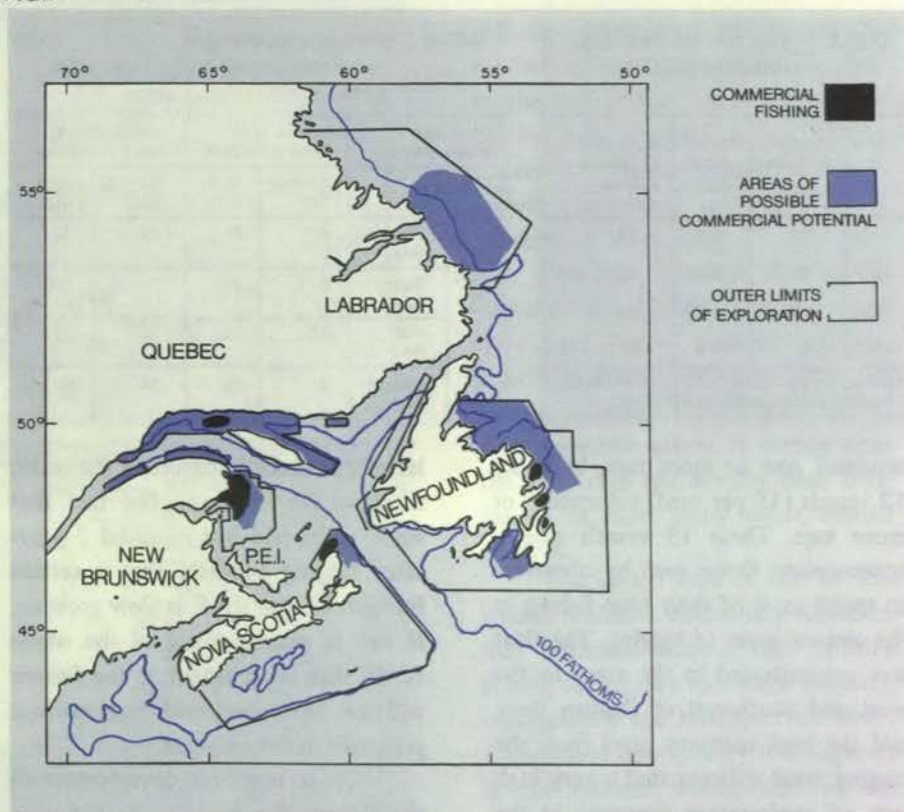 70°
65°
60°
55°
50°
COMMERCIAL
FISHING
55°
AREAS OF
POSSIBLE
COMMERCIAL POTENTIAL
LABRADOR
OUTER LIMITS
OF EXPLORATION
QUEBEC
50°
NEWFOUNDLAND
P.E.I.
NEW
BRUNSWICK
NOVA SCOTIA
45°
100 FATHOMS